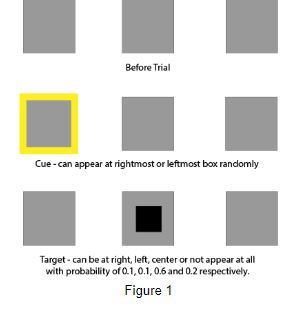 Before Trial
Cue - can appear at rightmost or leftmost box randomly
Target - can be at right, left, center or not appear at all
with probability of 0.1, 0.1, 0.6 and 0.2 respectively.
Figure 1